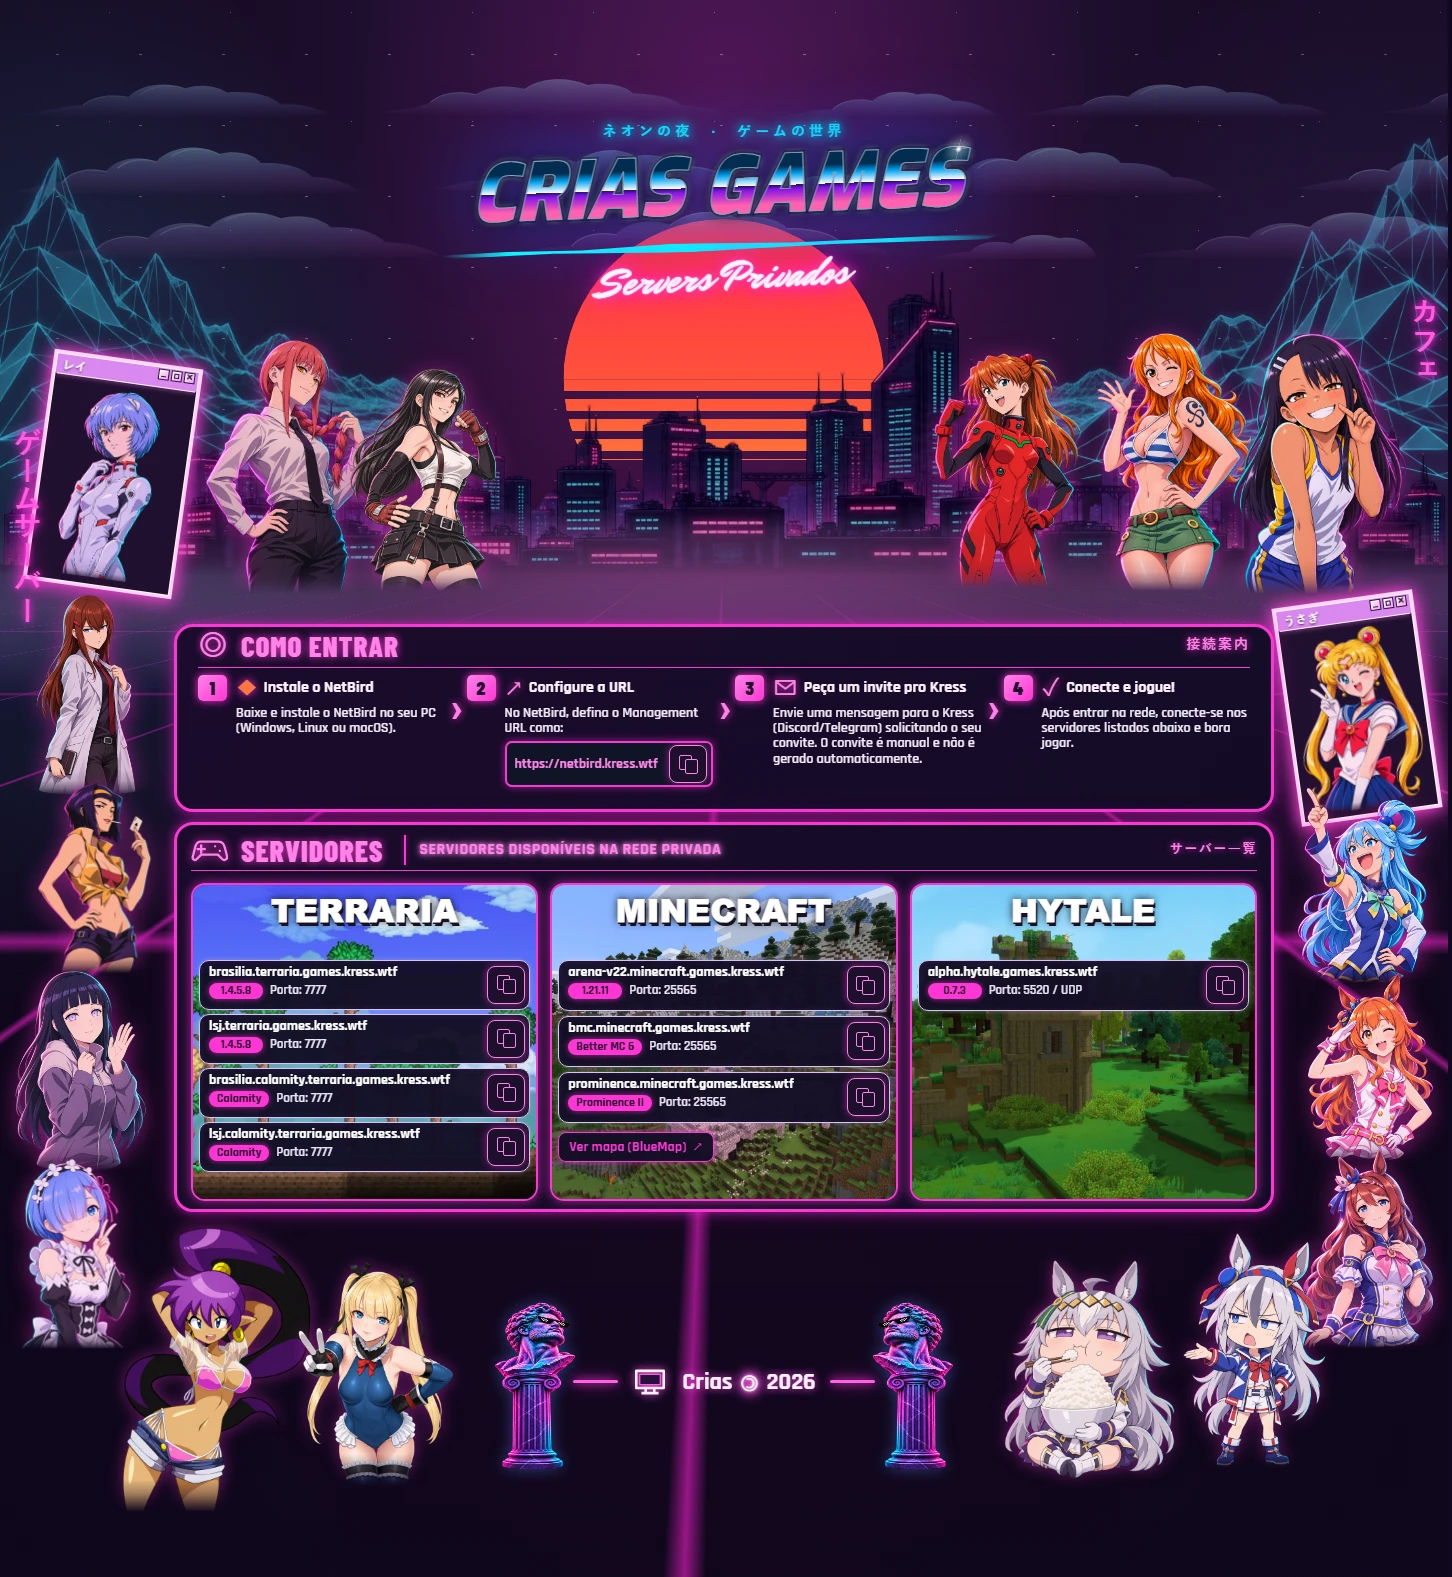 ネオンの夜 · ゲームの世界
CRIAS GAMES
Servers Privados
カフェ
レイ
ゲームサーバー
うさぎ
COMO ENTRAR
接続案内
1 Instale o NetBird
Baixe e instale o NetBird no seu PC
(Windows, Linux ou macOS).
2 Configure a URL
No NetBird, defina o Management
URL como:
https://netbird.kress.wtf
3 Peça um invite pro Kress
Envie uma mensagem para o Kress
(Discord/Telegram) solicitando o seu
convite. O convite é manual e não é
gerado automaticamente.
4 Conecte e jogue!
Após entrar na rede, conecte-se nos
servidores listados abaixo e bora
jogar.
SERVIDORES
SERVIDORES DISPONÍVEIS NA REDE PRIVADA
サーバー一覧
TERRARIA
brasilia.terraria.games.kress.wtf
1.4.5.8 Porta: 7777
lsj.terraria.games.kress.wtf
1.4.5.8 Porta: 7777
brasilia.calamity.terraria.games.kress.wtf
Calamity Porta: 7777
lsj.calamity.terraria.games.kress.wtf
Calamity Porta: 7777
MINECRAFT
arena-v22.minecraft.games.kress.wtf
1.21.11 Porta: 25565
bmc.minecraft.games.kress.wtf
Better MC 6 Porta: 25565
prominence.minecraft.games.kress.wtf
Prominence II Porta: 25565
Ver mapa (BlueMap) ↗
HYTALE
alpha.hytale.games.kress.wtf
0.7.3 Porta: 5520 / UDP
Crias 2026